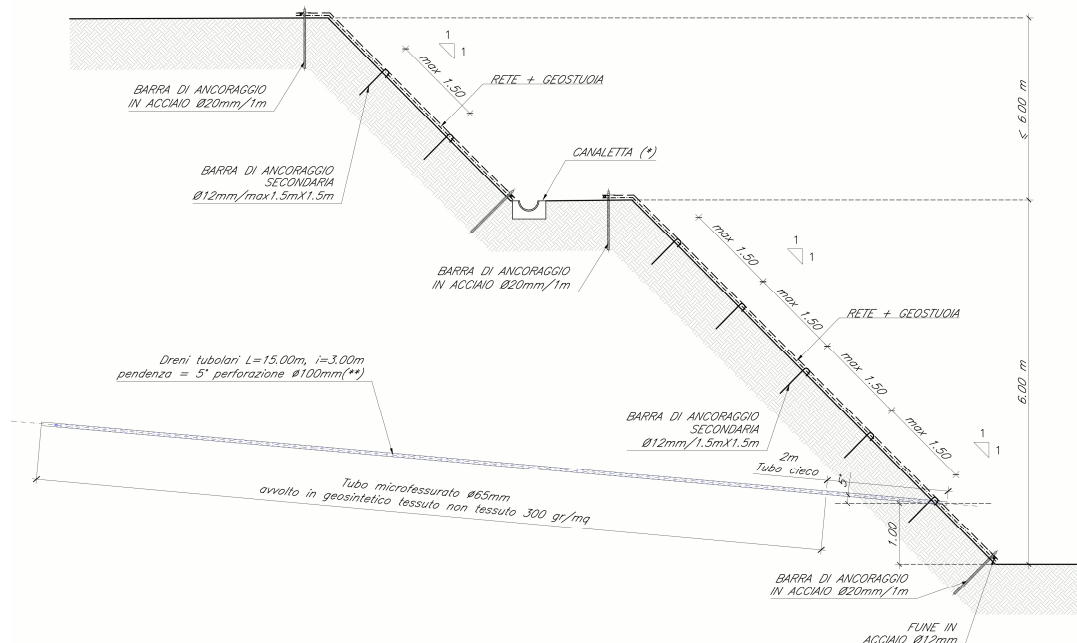 1
1
max 1.50
RETE + GEOSTUOIA
BARRA DI ANCORAGGIO
IN ACCIAIO Ø20mm/1m
≤ 6.00 m
CANALETTA (*)
BARRA DI ANCORAGGIO
SECONDARIA
Ø12mm/max1.5mX1.5m
max 1.50
1
1
BARRA DI ANCORAGGIO
IN ACCIAIO Ø20mm/1m
max 1.50
RETE + GEOSTUOIA
Dreni tubolari L=15.00m, i=3.00m
pendenza = 5° perforazione Ø100mm(**)
max 1.50
6.00 m
BARRA DI ANCORAGGIO
SECONDARIA
Ø12mm/1.5mX1.5m
max 1.50
1
1
2m
Tubo cieco
5°
Tubo microfessurato Ø65mm
avvolto in geosintetico tessuto non tessuto 300 gr/mq
1.00
BARRA DI ANCORAGGIO
IN ACCIAIO Ø20mm/1m
FUNE IN
ACCIAIO Ø12mm